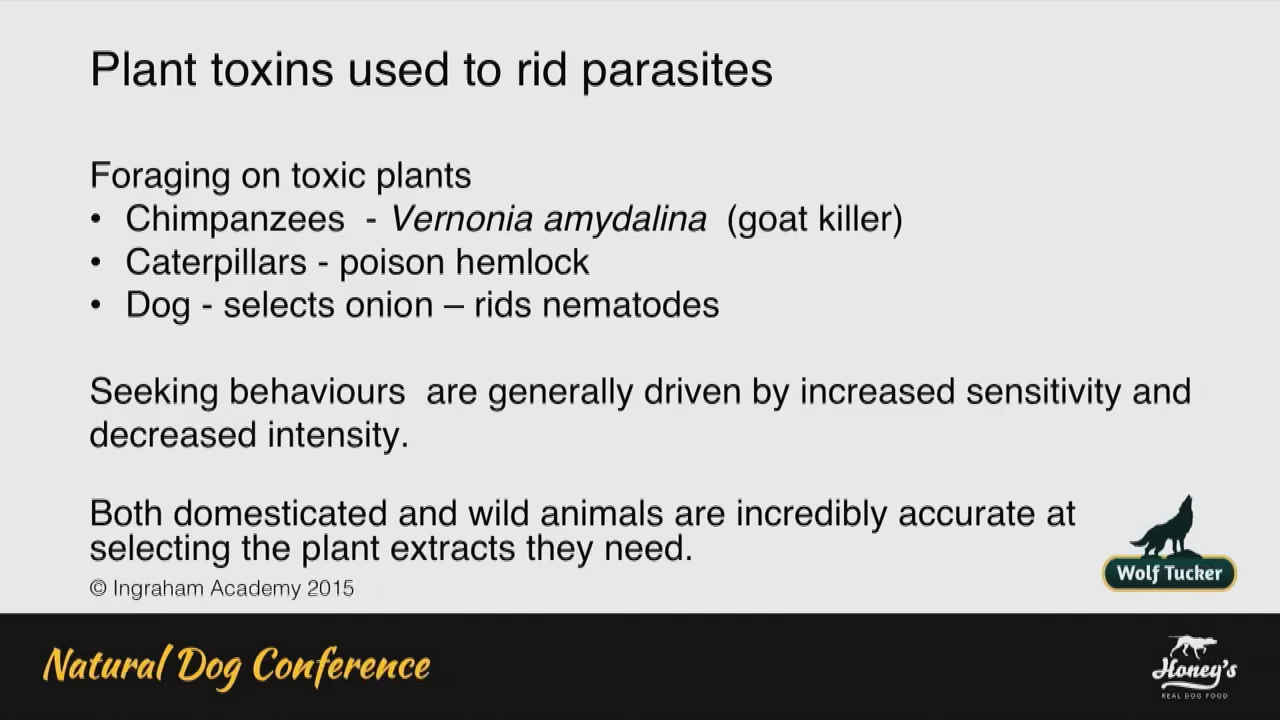 Plant toxins used to rid parasites
Foraging on toxic plants
• Chimpanzees - Vernonia amydalina (goat killer)
• Caterpillars - poison hemlock
• Dog - selects onion – rids nematodes
Seeking behaviours are generally driven by increased sensitivity and
decreased intensity.
Both domesticated and wild animals are incredibly accurate at
selecting the plant extracts they need.
© Ingraham Academy 2015
Wolf Tucker
Natural Dog Conference
Honey's
REAL DOG FOOD